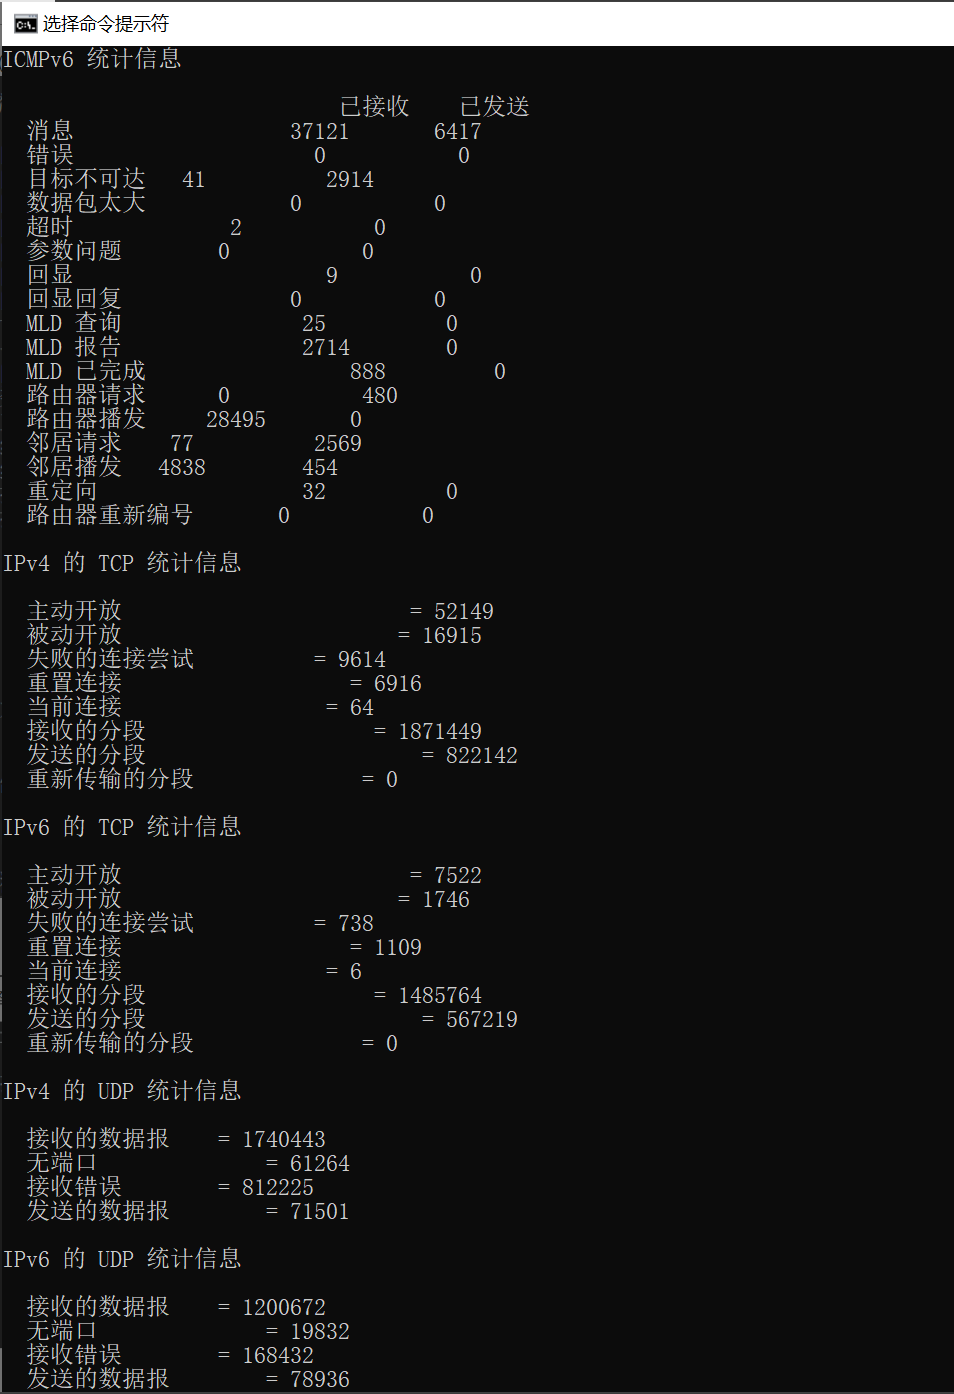 选择命令提示符
ICMPv6 统计信息
已接收 已发送
消息 37121 6417
错误 0 0
目标不可达 41 2914
数据包太大 0 0
超时 2 0
参数问题 0 0
回显 9 0
回显回复 0 0
MLD 查询 25 0
MLD 报告 2714 0
MLD 已完成 888 0
路由器请求 0 480
路由器播发 28495 0
邻居请求 77 2569
邻居播发 4838 454
重定向 32 0
路由器重新编号 0 0
IPv4 的 TCP 统计信息
主动开放 = 52149
被动开放 = 16915
失败的连接尝试 = 9614
重置连接 = 6916
当前连接 = 64
接收的分段 = 1871449
发送的分段 = 822142
重新传输的分段 = 0
IPv6 的 TCP 统计信息
主动开放 = 7522
被动开放 = 1746
失败的连接尝试 = 738
重置连接 = 1109
当前连接 = 6
接收的分段 = 1485764
发送的分段 = 567219
重新传输的分段 = 0
IPv4 的 UDP 统计信息
接收的数据报 = 1740443
无端口 = 61264
接收错误 = 812225
发送的数据报 = 71501
IPv6 的 UDP 统计信息
接收的数据报 = 1200672
无端口 = 19832
接收错误 = 168432
发送的数据报 = 78936